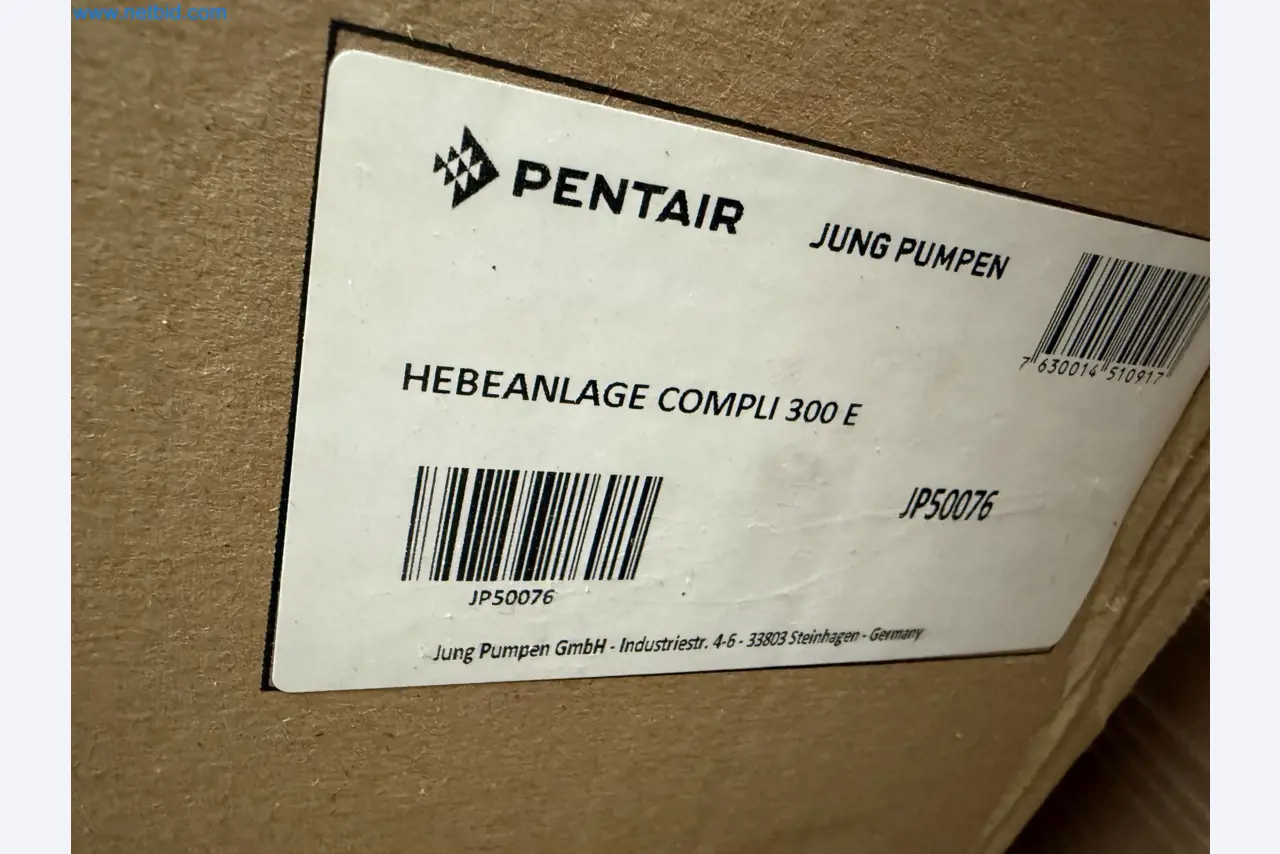 www.netbid.com
PENTAIR
JUNG PUMPEN
7 630014 510917
HEBEANLAGE COMPLI 300 E
JP50076
JP50076
Jung Pumpen GmbH - Industriestr. 4-6 - 33803 Steinhagen - Germany